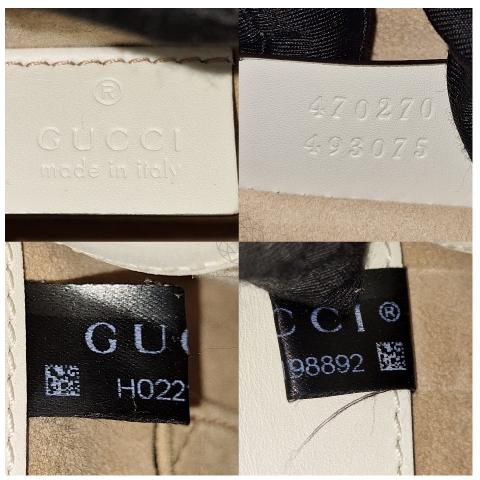 ®
GUCCI
made in italy
470270
493075
GUC
H022
CCI ®
98892